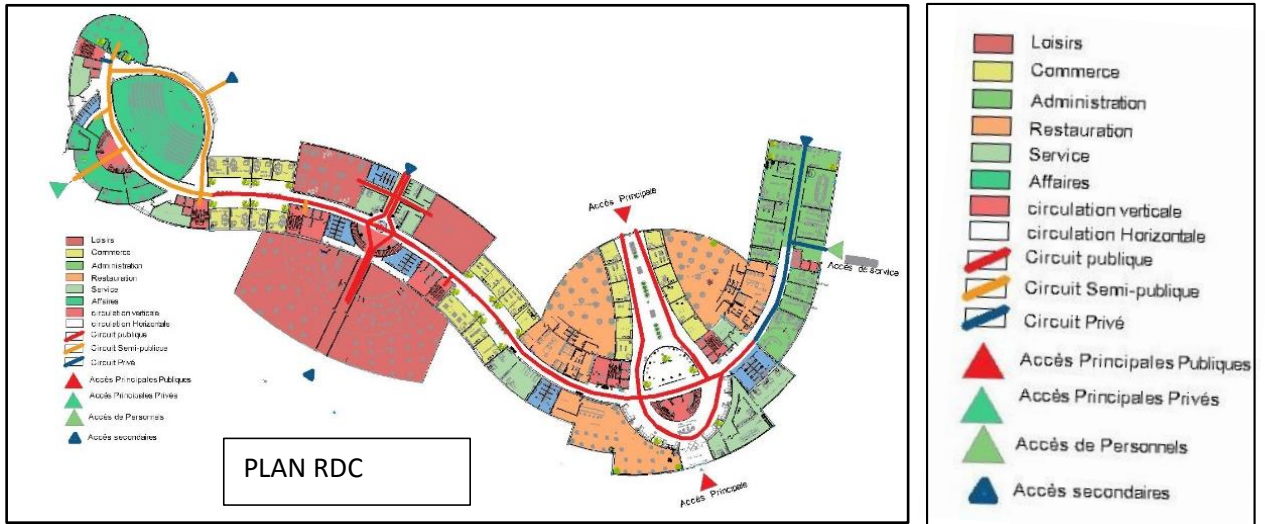 Accès Principale
Accès de service
Accès Principale
PLAN RDC
Loisirs
Commerce
Administration
Restauration
Service
Affaires
circulation verticale
circulation Horizontale
Circuit publique
Circuit Semi-publique
Circuit Privé
Accès Principales Publiques
Accès Principales Privés
Accès de Personnels
Accès secondaires
Loisirs
Commerce
Administration
Restauration
Service
Affaires
circulation verticale
circulation Horizontale
Circuit publique
Circuit Semi-publique
Circuit Privé
Accès Principales Publiques
Accès Principales Privés
Accès de Personnels
Accès secondaires